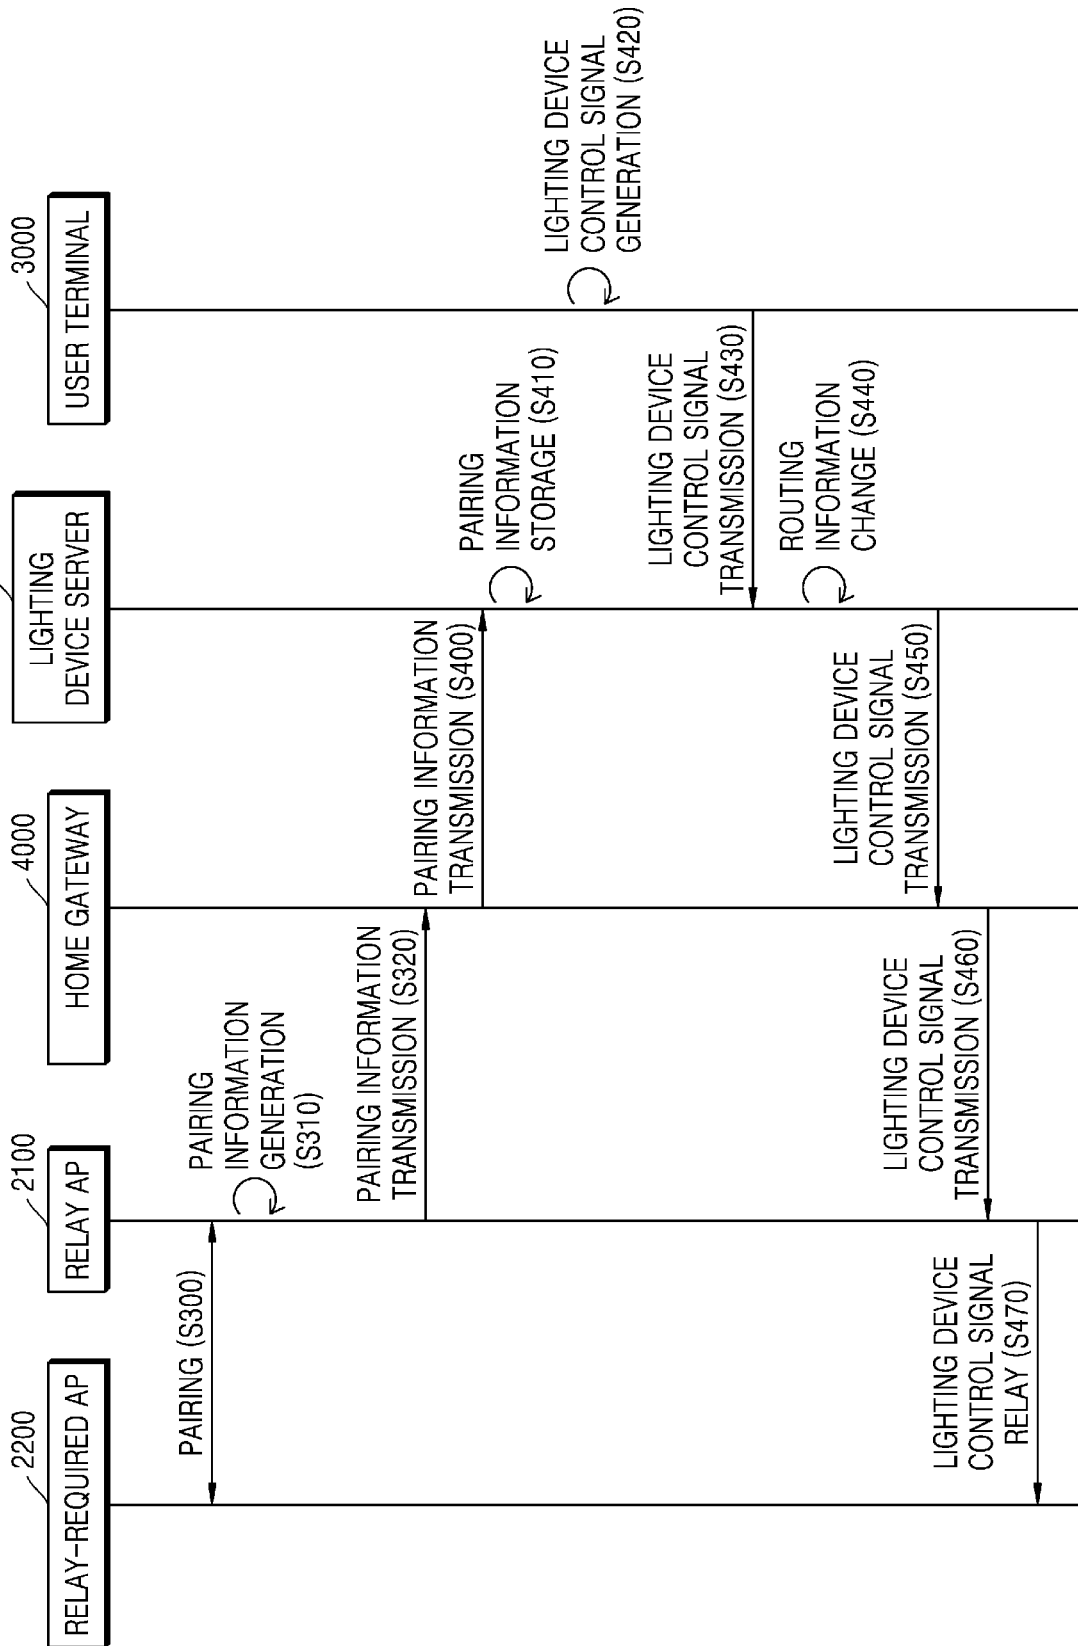 2200
RELAY-REQUIRED AP
2100
RELAY AP
4000
HOME GATEWAY
LIGHTING
DEVICE SERVER
3000
USER TERMINAL
PAIRING (S300)
PAIRING
INFORMATION
GENERATION
(S310)
PAIRING INFORMATION
TRANSMISSION (S320)
PAIRING INFORMATION
TRANSMISSION (S400)
PAIRING
INFORMATION
STORAGE (S410)
LIGHTING DEVICE
CONTROL SIGNAL
GENERATION (S420)
LIGHTING DEVICE
CONTROL SIGNAL
TRANSMISSION (S430)
ROUTING
INFORMATION
CHANGE (S440)
LIGHTING DEVICE
CONTROL SIGNAL
TRANSMISSION (S450)
LIGHTING DEVICE
CONTROL SIGNAL
TRANSMISSION (S460)
LIGHTING DEVICE
CONTROL SIGNAL
RELAY (S470)